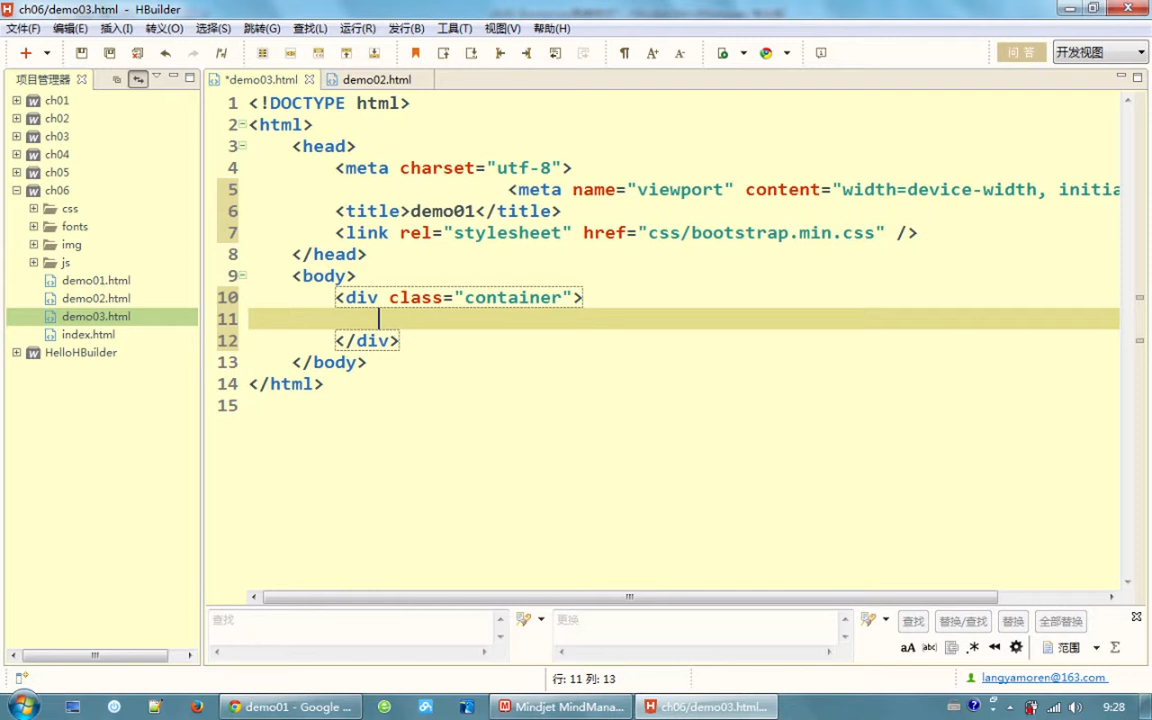 ch06/demo03.html - HBuilder
文件(F) 编辑(E) 插入(I) 转义(O) 选择(S) 跳转(G) 查找(L) 运行(R) 发行(B) 工具(T) 视图(V) 帮助(H)
问 答 开发视图
项目管理器 *demo03.html demo02.html
ch01
ch02
ch03
ch04
ch05
ch06
css
fonts
img
js
demo01.html
demo02.html
demo03.html
index.html
HelloHBuilder
1 <!DOCTYPE html>
2 <html>
3 <head>
4 <meta charset="utf-8">
5 <meta name="viewport" content="width=device-width, initia
6 <title>demo01</title>
7 <link rel="stylesheet" href="css/bootstrap.min.css" />
8 </head>
9 <body>
10 <div class="container">
11
12 </div>
13 </body>
14 </html>
15
查找 更换 查找 替换/查找 替换 全部替换
aA abc .* 范围 Σ
行: 11 列: 13 langyamoren@163.com
demo01 - Google ... Mindjet MindMana... ch06/demo03.html... 9:28